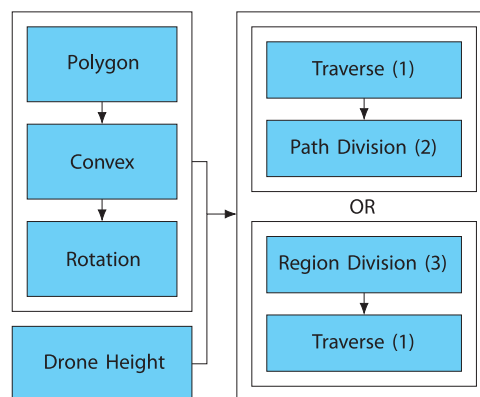 Polygon
Convex
Rotation
Drone Height
Traverse (1)
Path Division (2)
OR
Region Division (3)
Traverse (1)